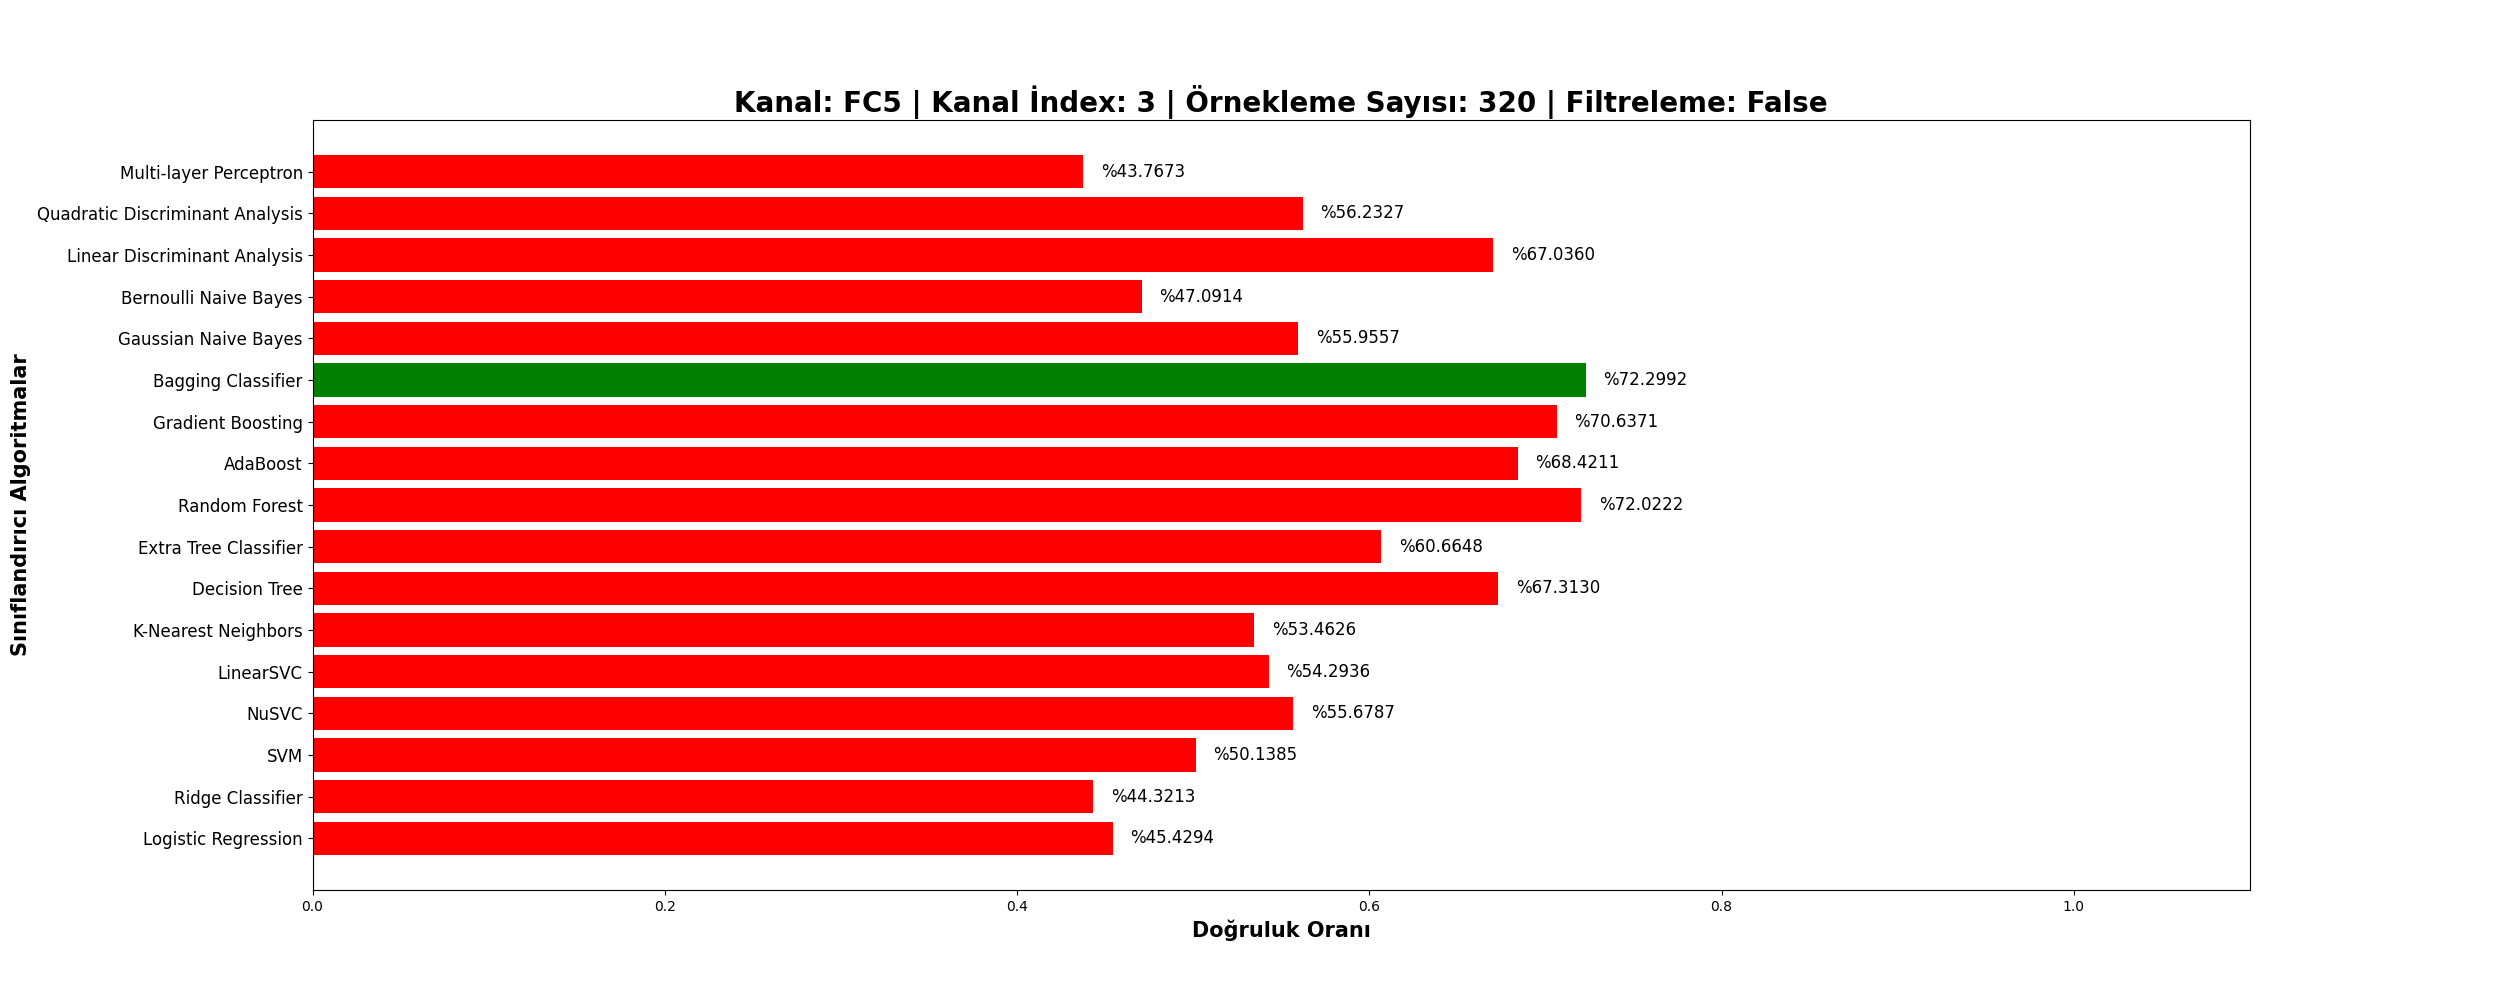 Kanal: FC5 | Kanal İndex: 3 | Örnekleme Sayısı: 320 | Filtreleme: False
Sınıflandırıcı Algoritmalar
Multi-layer Perceptron %43.7673
Quadratic Discriminant Analysis %56.2327
Linear Discriminant Analysis %67.0360
Bernoulli Naive Bayes %47.0914
Gaussian Naive Bayes %55.9557
Bagging Classifier %72.2992
Gradient Boosting %70.6371
AdaBoost %68.4211
Random Forest %72.0222
Extra Tree Classifier %60.6648
Decision Tree %67.3130
K-Nearest Neighbors %53.4626
LinearSVC %54.2936
NuSVC %55.6787
SVM %50.1385
Ridge Classifier %44.3213
Logistic Regression %45.4294
0.0 0.2 0.4 0.6 0.8 1.0
Doğruluk Oranı